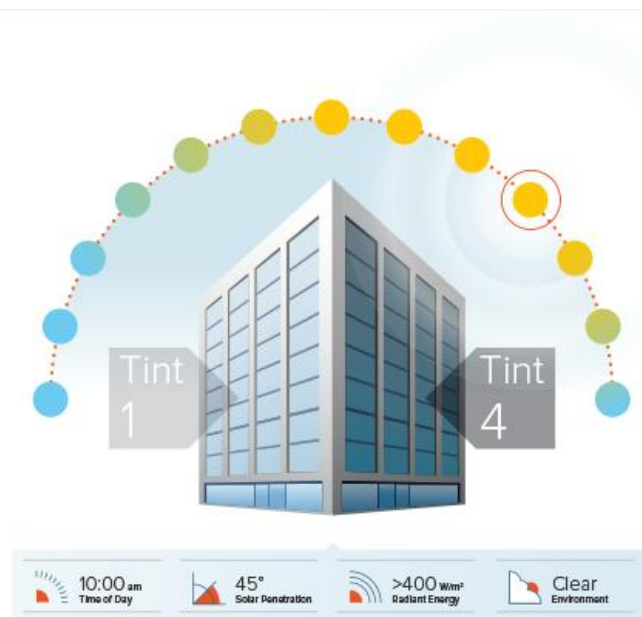 Tint
1
Tint
4
10:00 am
Time of Day
45°
Solar Penetration
>400 W/m²
Radiant Energy
Clear
Environment